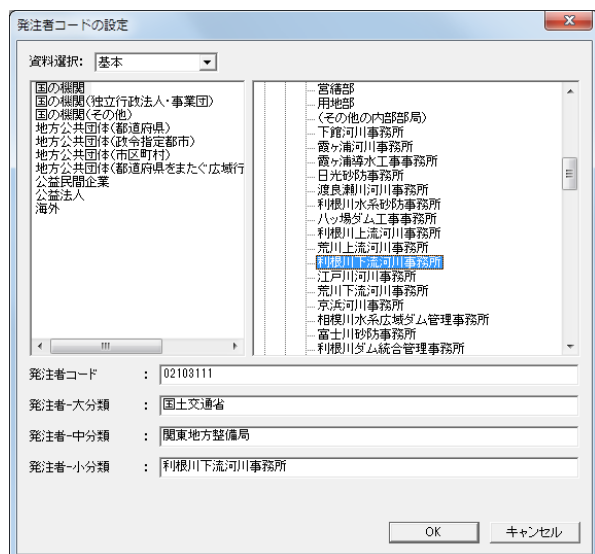 発注者コードの設定
資料選択: 基本
国の機関
国の機関(独立行政法人・事業団)
国の機関(その他)
地方公共団体(都道府県)
地方公共団体(政令指定都市)
地方公共団体(市区町村)
地方公共団体(都道府県をまたぐ広域行
公益民間企業
公益法人
海外
営繕部
用地部
(その他の内部部局)
下館河川事務所
霞ヶ浦河川事務所
霞ヶ浦導水工事事務所
日光砂防事務所
渡良瀬川河川事務所
利根川水系砂防事務所
八ッ場ダム工事事務所
利根川上流河川事務所
荒川上流河川事務所
利根川下流河川事務所
江戸川河川事務所
荒川下流河川事務所
京浜河川事務所
相模川水系広域ダム管理事務所
富士川砂防事務所
利根川ダム統合管理事務所
発注者コード : 02103111
発注者-大分類 : 国土交通省
発注者-中分類 : 関東地方整備局
発注者-小分類 : 利根川下流河川事務所
OK キャンセル